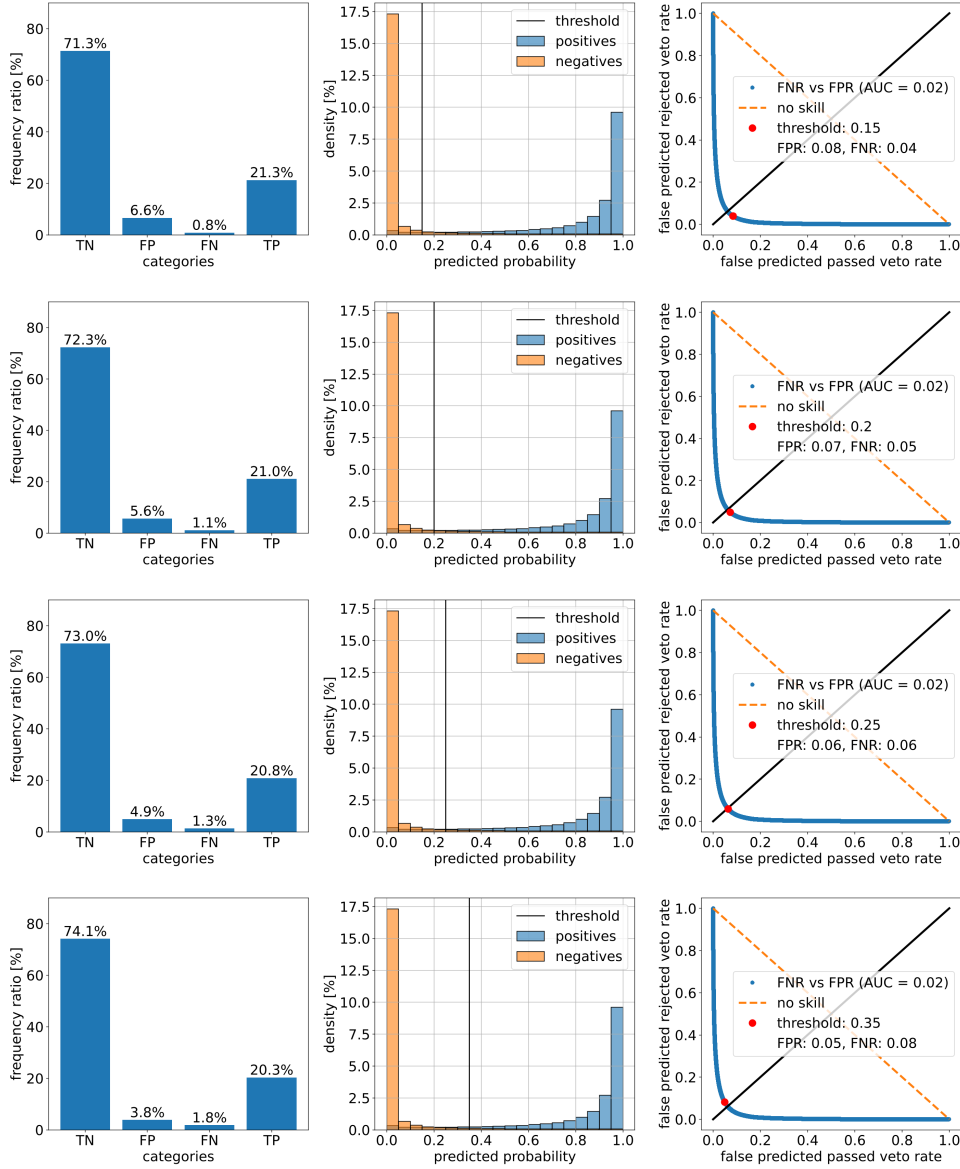 frequency ratio [%]
80
60
40
20
0
71.3%
6.6%
0.8%
21.3%
TN FP FN TP
categories
density [%]
17.5
15.0
12.5
10.0
7.5
5.0
2.5
0.0
threshold
positives
negatives
0.0 0.2 0.4 0.6 0.8 1.0
predicted probability
false predicted rejected veto rate
1.0
0.8
0.6
0.4
0.2
0.0
FNR vs FPR (AUC = 0.02)
no skill
threshold: 0.15
FPR: 0.08, FNR: 0.04
0.0 0.2 0.4 0.6 0.8 1.0
false predicted passed veto rate
frequency ratio [%]
80
60
40
20
0
72.3%
5.6%
1.1%
21.0%
TN FP FN TP
categories
density [%]
17.5
15.0
12.5
10.0
7.5
5.0
2.5
0.0
threshold
positives
negatives
0.0 0.2 0.4 0.6 0.8 1.0
predicted probability
false predicted rejected veto rate
1.0
0.8
0.6
0.4
0.2
0.0
FNR vs FPR (AUC = 0.02)
no skill
threshold: 0.2
FPR: 0.07, FNR: 0.05
0.0 0.2 0.4 0.6 0.8 1.0
false predicted passed veto rate
frequency ratio [%]
80
60
40
20
0
73.0%
4.9%
1.3%
20.8%
TN FP FN TP
categories
density [%]
17.5
15.0
12.5
10.0
7.5
5.0
2.5
0.0
threshold
positives
negatives
0.0 0.2 0.4 0.6 0.8 1.0
predicted probability
false predicted rejected veto rate
1.0
0.8
0.6
0.4
0.2
0.0
FNR vs FPR (AUC = 0.02)
no skill
threshold: 0.25
FPR: 0.06, FNR: 0.06
0.0 0.2 0.4 0.6 0.8 1.0
false predicted passed veto rate
frequency ratio [%]
80
60
40
20
0
74.1%
3.8%
1.8%
20.3%
TN FP FN TP
categories
density [%]
17.5
15.0
12.5
10.0
7.5
5.0
2.5
0.0
threshold
positives
negatives
0.0 0.2 0.4 0.6 0.8 1.0
predicted probability
false predicted rejected veto rate
1.0
0.8
0.6
0.4
0.2
0.0
FNR vs FPR (AUC = 0.02)
no skill
threshold: 0.35
FPR: 0.05, FNR: 0.08
0.0 0.2 0.4 0.6 0.8 1.0
false predicted passed veto rate